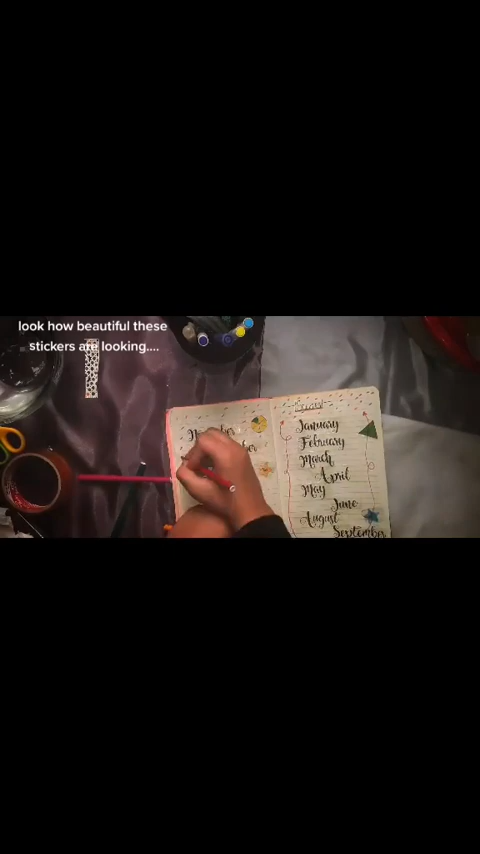 look how beautiful these
stickers are looking....
January
February
March
April
May
June
August
September